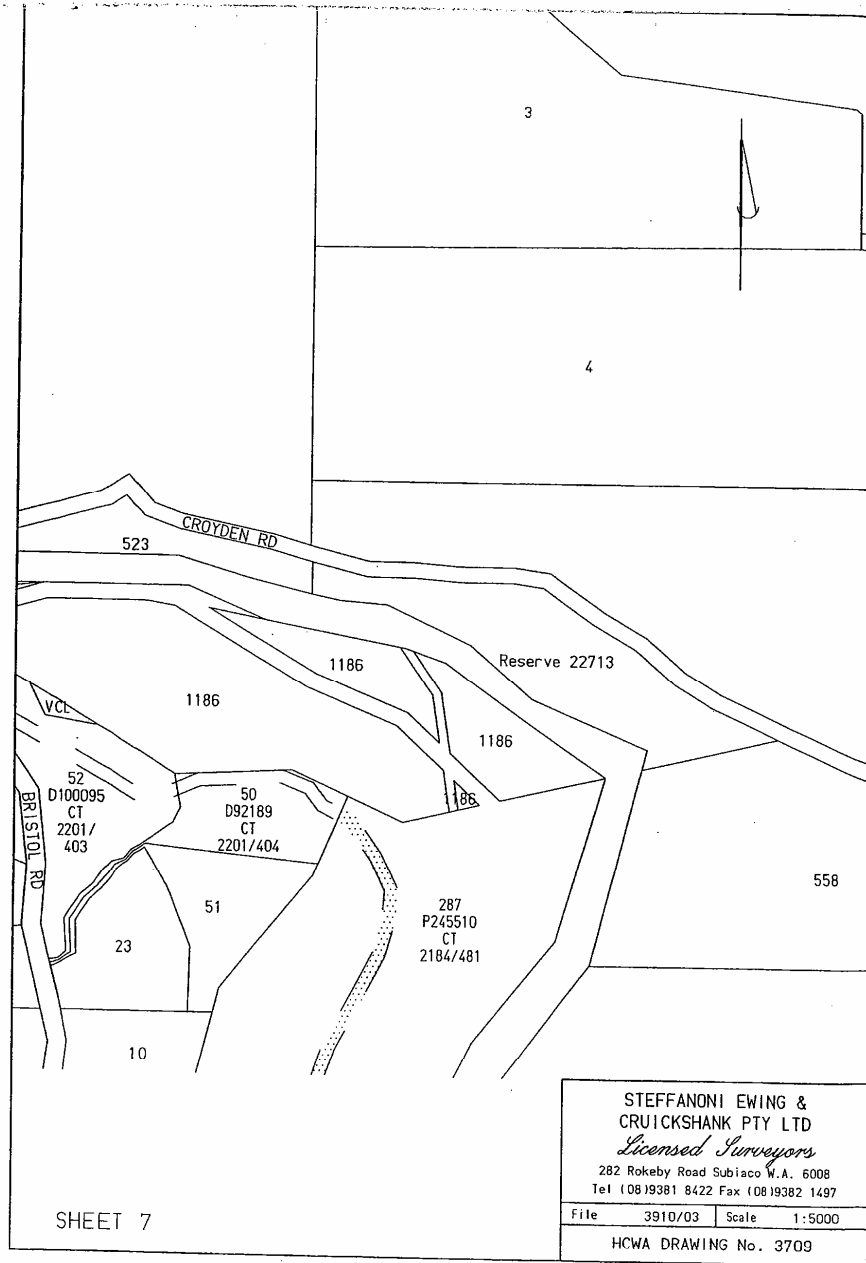 3
4
CROYDEN RD
523
Reserve 22713
1186
1186
1186
1186
VCL
52
D100095
CT
2201/
403
50
D92189
CT
2201/404
BRISTOL RD
558
287
P245510
CT
2184/481
51
23
10
STEFFANONI EWING &
CRUICKSHANK PTY LTD
Licensed Surveyors
282 Rokeby Road Subiaco W.A. 6008
Tel (08)9381 8422 Fax (08)9382 1497
File 3910/03 Scale 1:5000
HCWA DRAWING No. 3709
SHEET 7